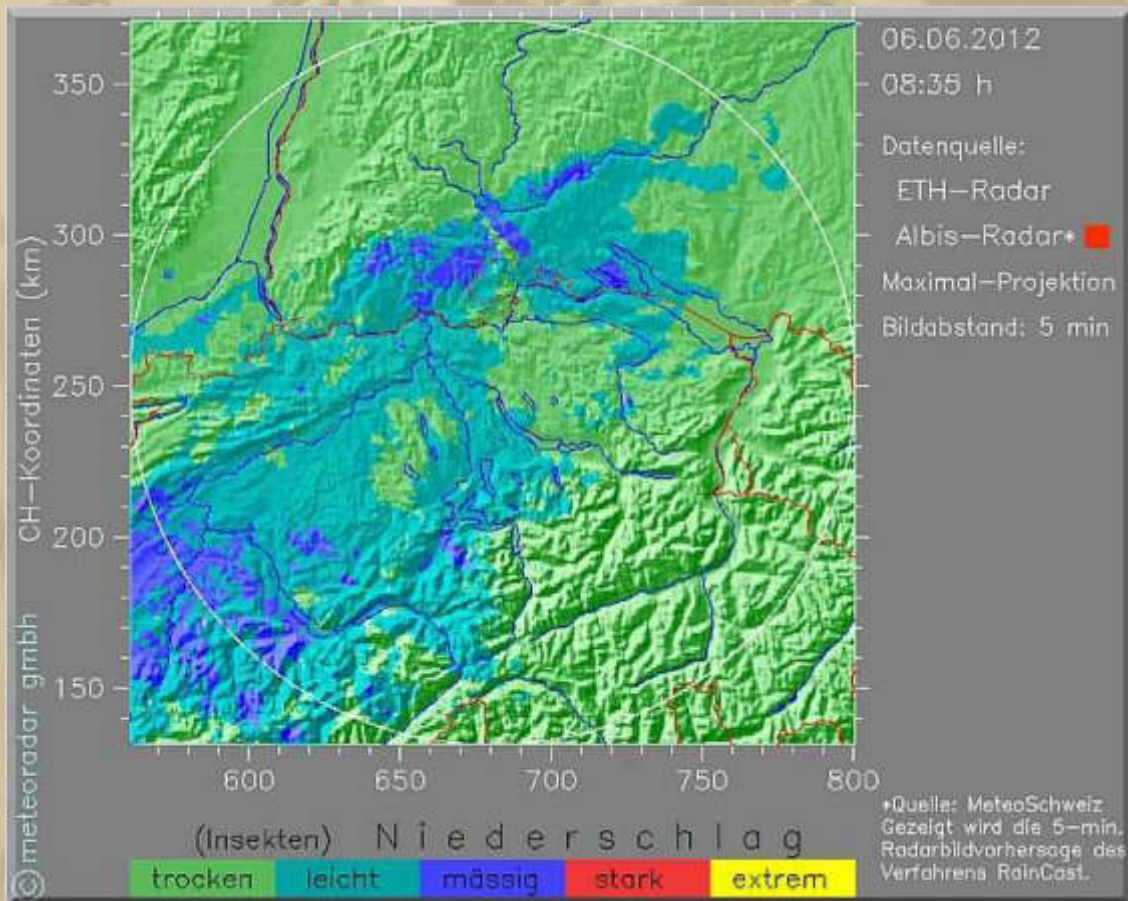 06.06.2012
08:35 h
Datenquelle:
ETH-Radar
Albis-Radar*
Maximal-Projektion
Bildabstand: 5 min
CH-Koordinaten (km)
350
300
250
200
150
600 650 700 750 800
© meteoradar gmbh
(Insekten) Niederschlag
trocken leicht mässig stark extrem
*Quelle: MeteoSchweiz
Gezeigt wird die 5-min.
Radarbildvorhersage des
Verfahrens RainCast.